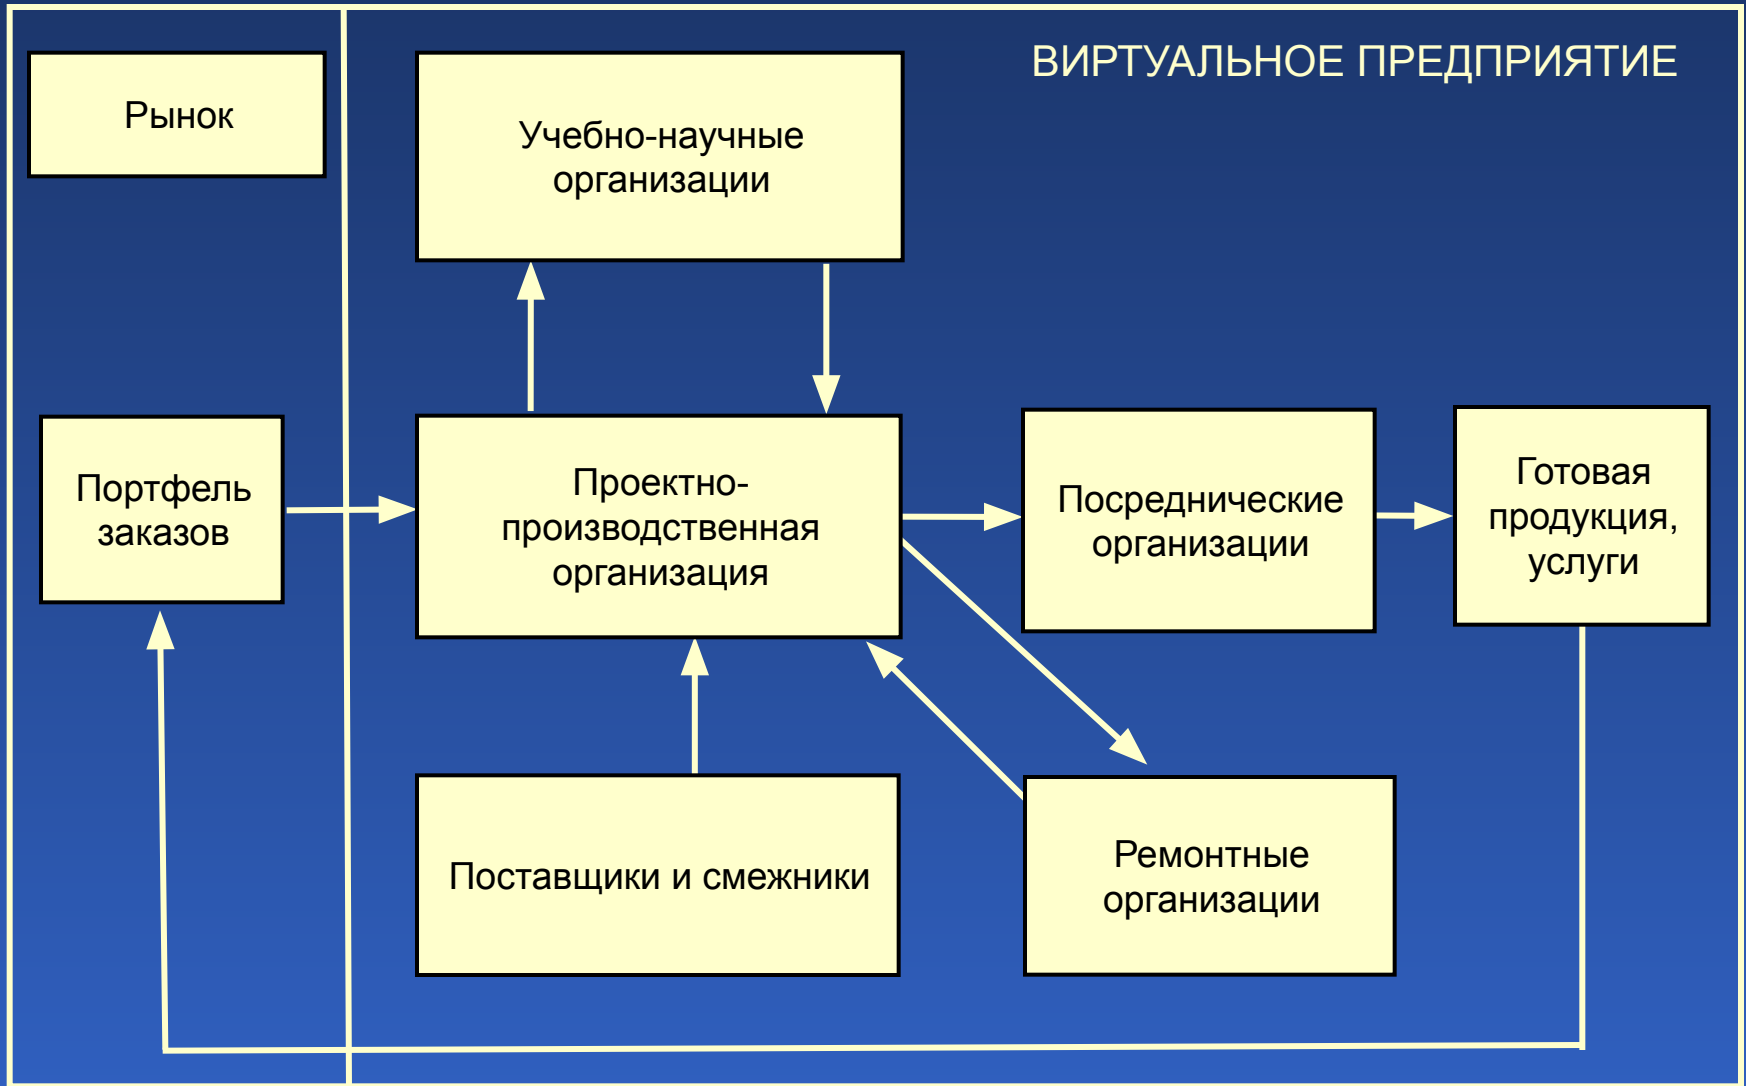 ВИРТУАЛЬНОЕ ПРЕДПРИЯТИЕ
Рынок
Учебно-научные
организации
Портфель
заказов
Проектно-
производственная
организация
Посреднические
организации
Готовая
продукция,
услуги
Поставщики и смежники
Ремонтные
организации